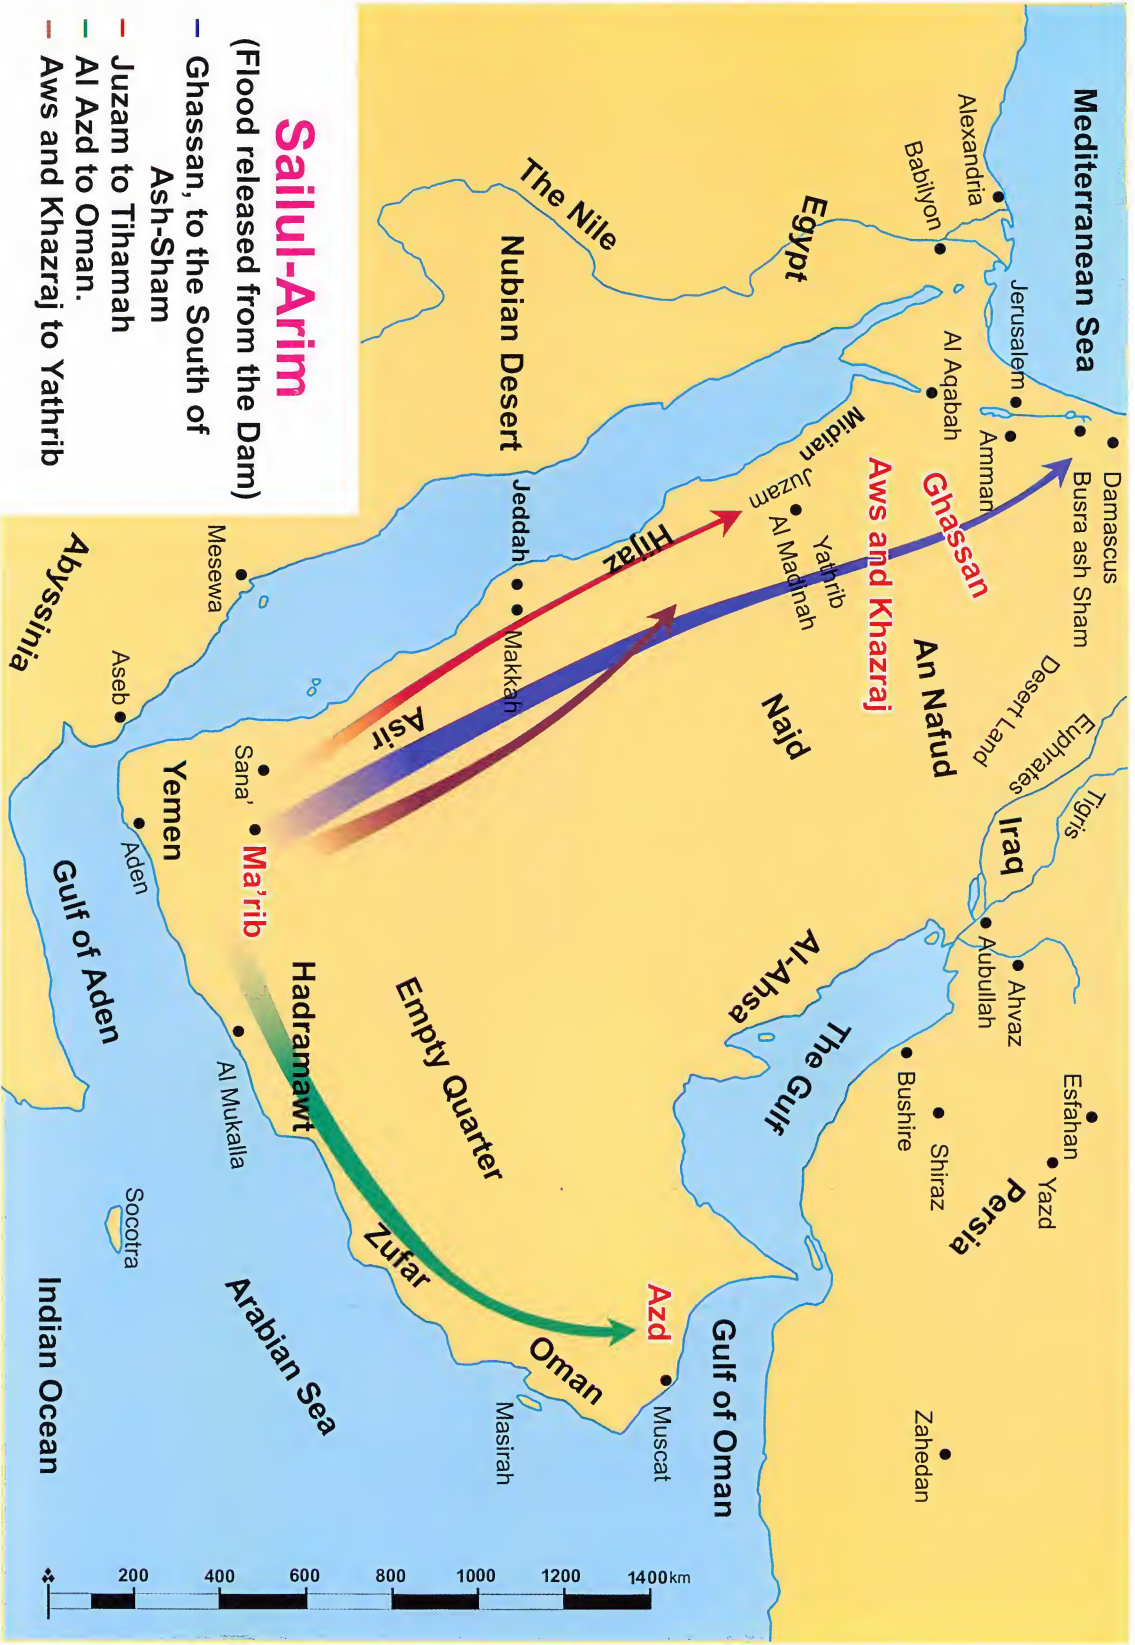 Sailul-Arim
(Flood released from the Dam)
Ghassan, to the South of
Ash-Sham
Juzam to Tihamah
Al Azd to Oman.
Aws and Khazraj to Yathrib
Mediterranean Sea
Alexandria
Babilyon
Egypt
The Nile
Nubian Desert
Jerusalem
Al Aqabah
Amman
Damascus
Busra ash Sham
Midian
Juzam
Ghassan
Aws and Khazraj
Yathrib
Al Madinah
Hijaz
Jeddah
Makkah
An Nafud
Desert Land
Euphrates
Tigris
Iraq
Najd
Asir
Mesewa
Abyssinia
Aseb
Sana'
Ma'rib
Yemen
Aden
Gulf of Aden
Hadramawt
Al Mukalla
Empty Quarter
Al-Ahsa
The Gulf
Aubullah
Ahvaz
Bushire
Shiraz
Esfahan
Yazd
Persia
Zahedan
Zufar
Oman
Azd
Muscat
Masirah
Gulf of Oman
Socotra
Arabian Sea
Indian Ocean
200
400
600
800
1000
1200
1400 km